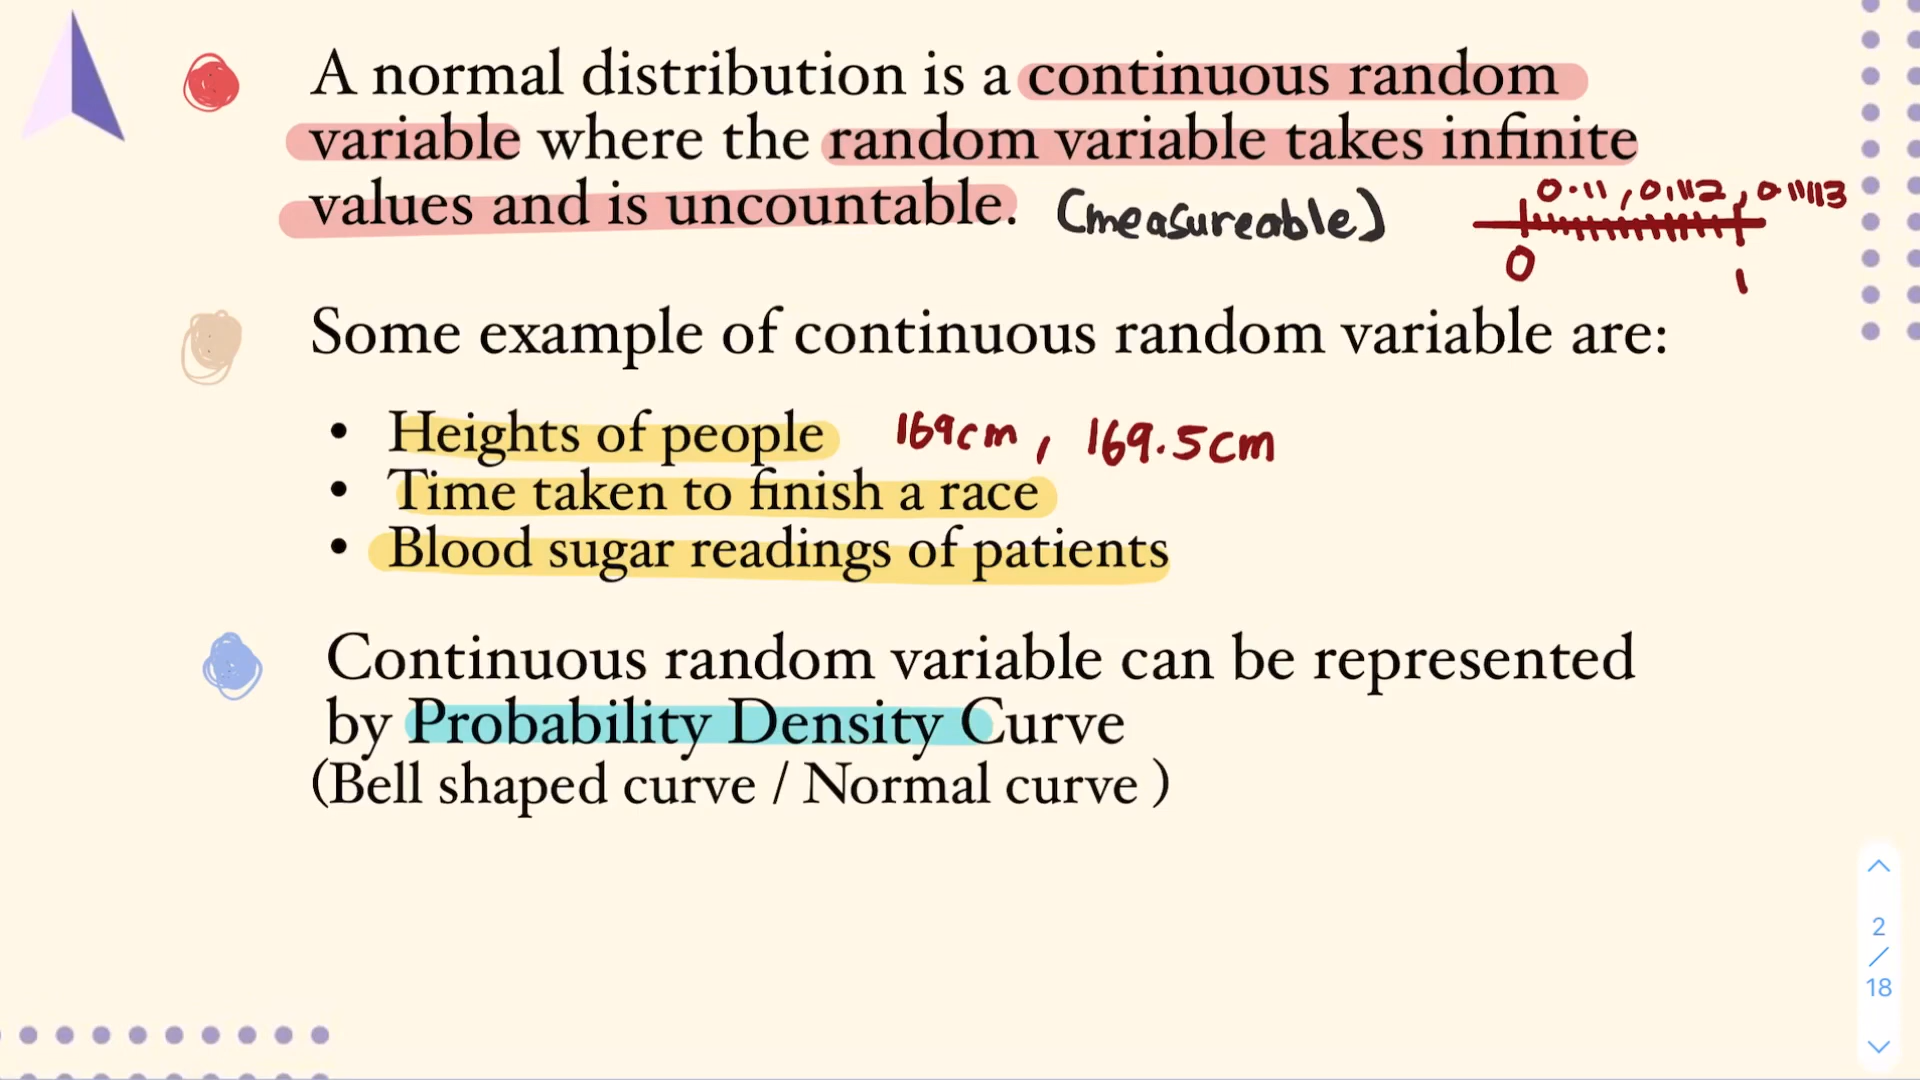 A normal distribution is a continuous random
variable where the random variable takes infinite
values and is uncountable. (measureable)
0.11 , 0.112 , 0.11113
0 1
Some example of continuous random variable are:
• Heights of people 169cm , 169.5cm
• Time taken to finish a race
• Blood sugar readings of patients
Continuous random variable can be represented
by Probability Density Curve
(Bell shaped curve / Normal curve )
2
/
18